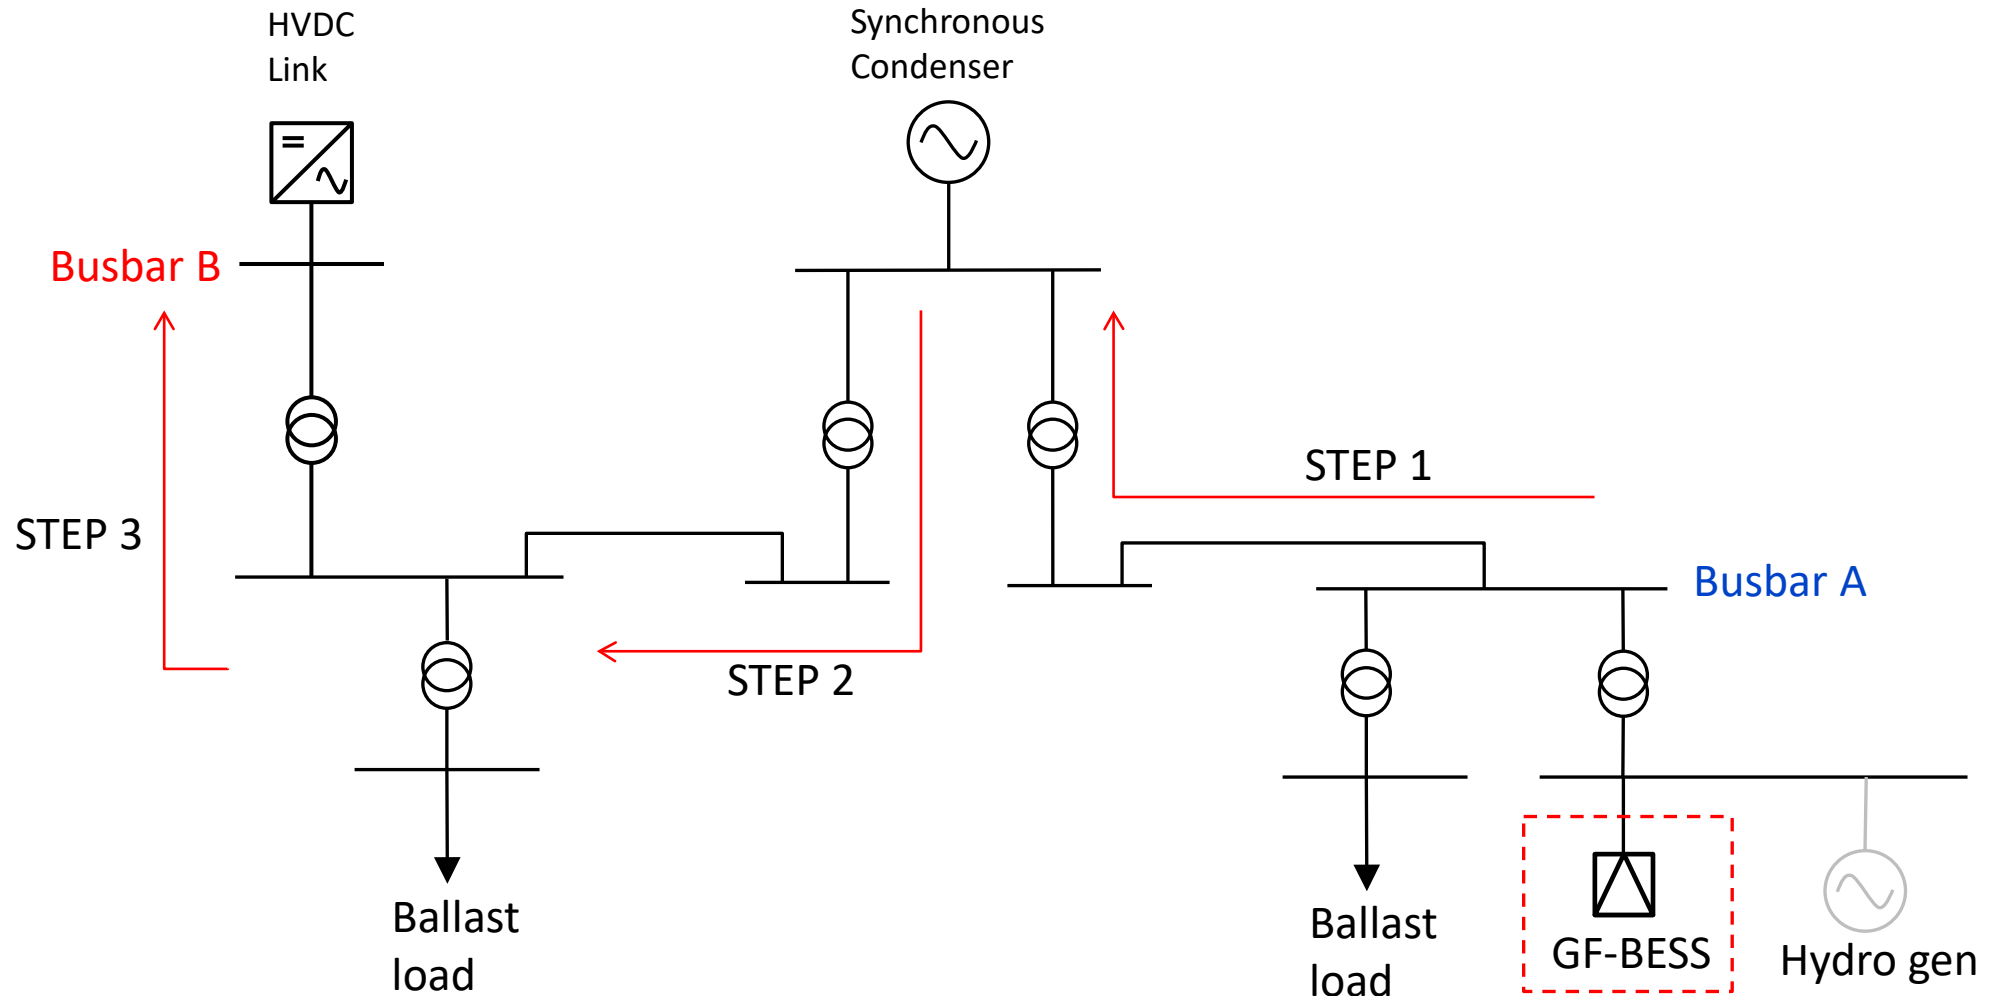 HVDC
Link
Synchronous
Condenser
Busbar B
STEP 1
STEP 3
Busbar A
STEP 2
Ballast
load
Ballast
load
GF-BESS
Hydro gen